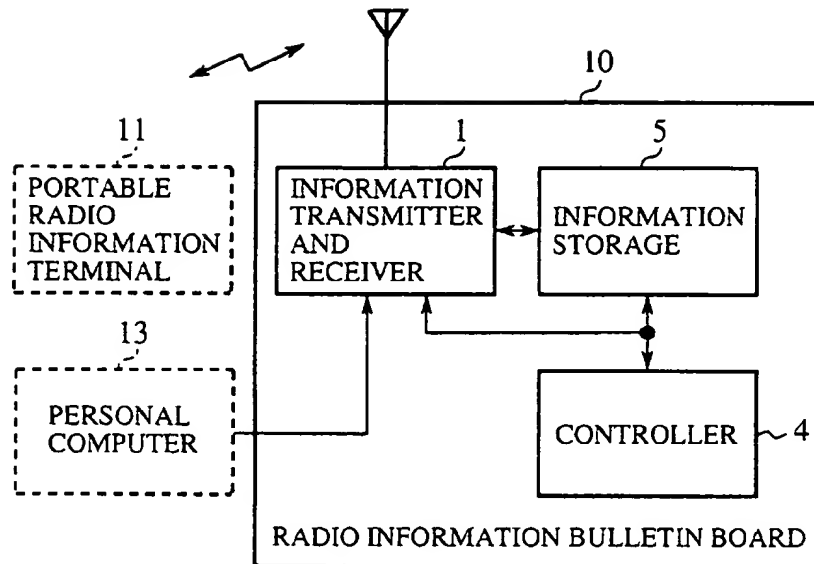 10
11
PORTABLE
RADIO
INFORMATION
TERMINAL
1
INFORMATION
TRANSMITTER
AND
RECEIVER
5
INFORMATION
STORAGE
13
PERSONAL
COMPUTER
CONTROLLER
4
RADIO INFORMATION BULLETIN BOARD